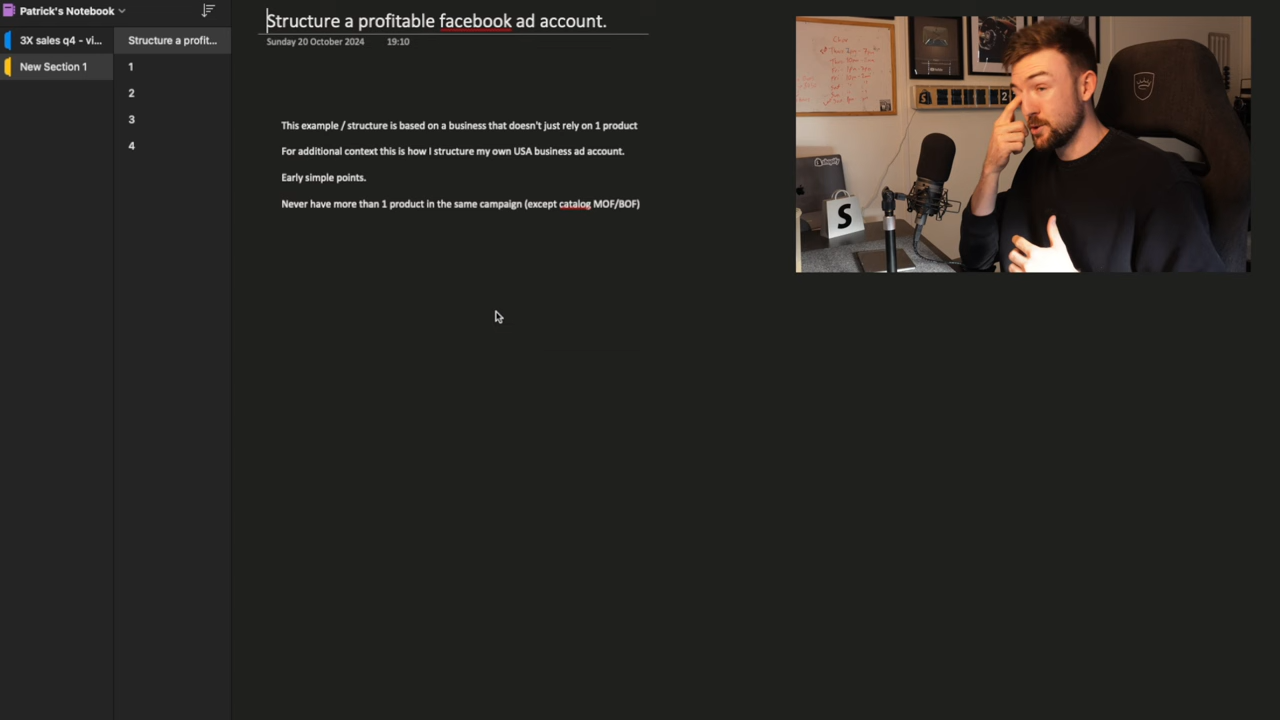 Patrick's Notebook
3X sales q4 - vi...
New Section 1
Structure a profit...
1
2
3
4
Structure a profitable facebook ad account.
Sunday 20 October 2024 19:10
This example / structure is based on a business that doesn't just rely on 1 product
For additional context this is how I structure my own USA business ad account.
Early simple points.
Never have more than 1 product in the same campaign (except catalog MOF/BOF)
shopify
S
2